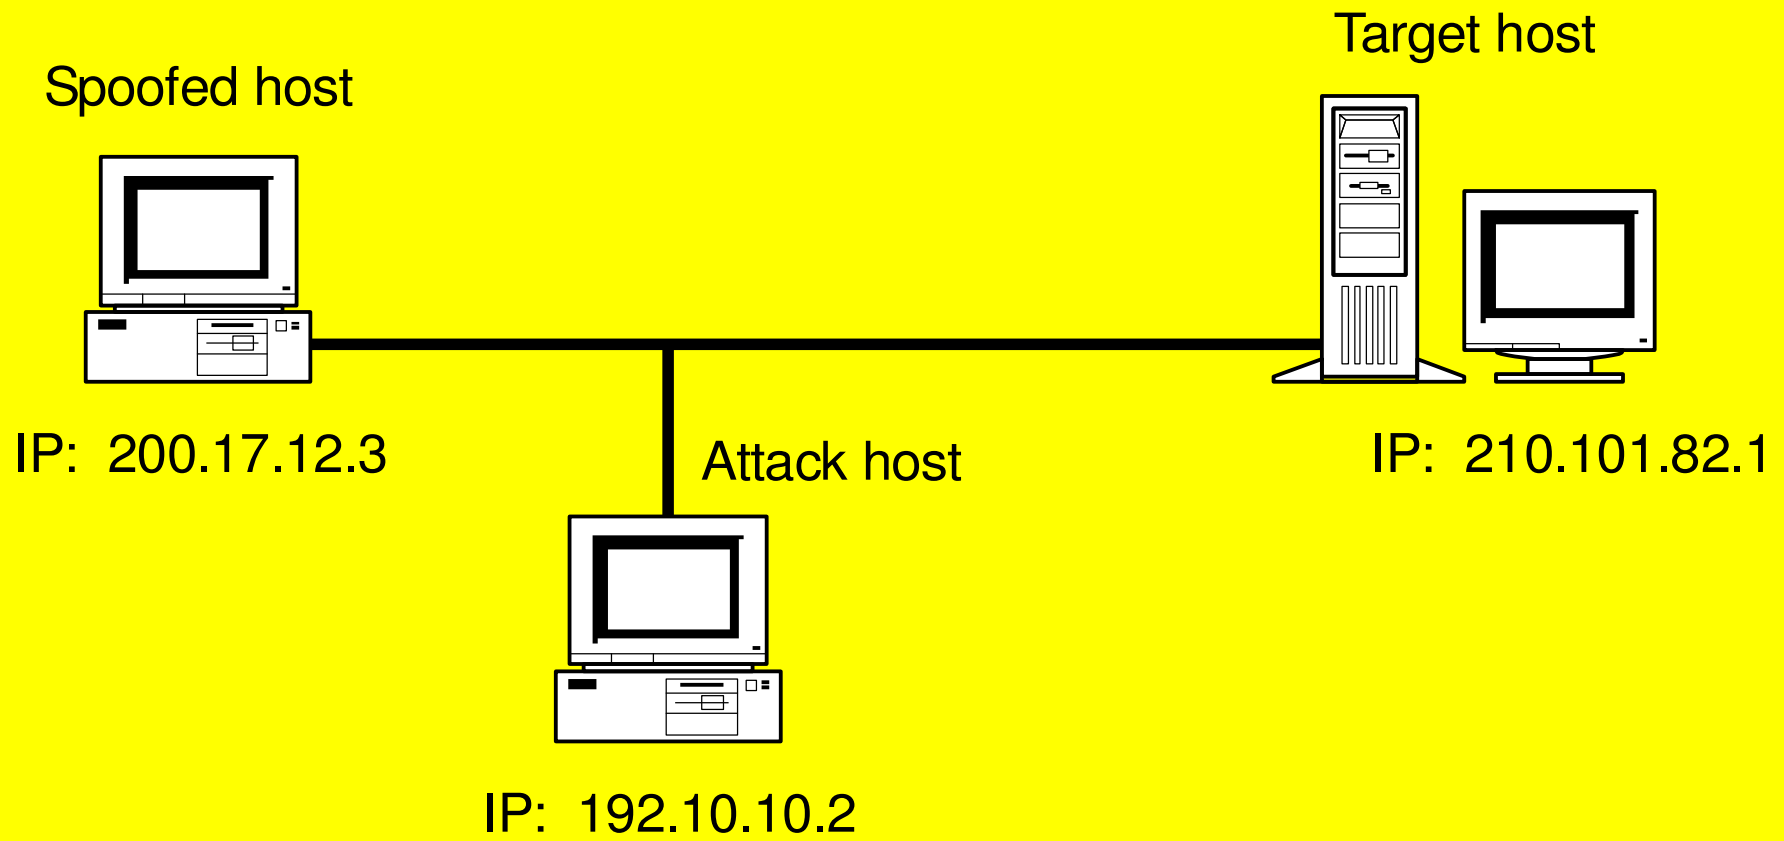 Target host
Spoofed host
IP: 200.17.12.3
Attack host
IP: 210.101.82.1
IP: 192.10.10.2